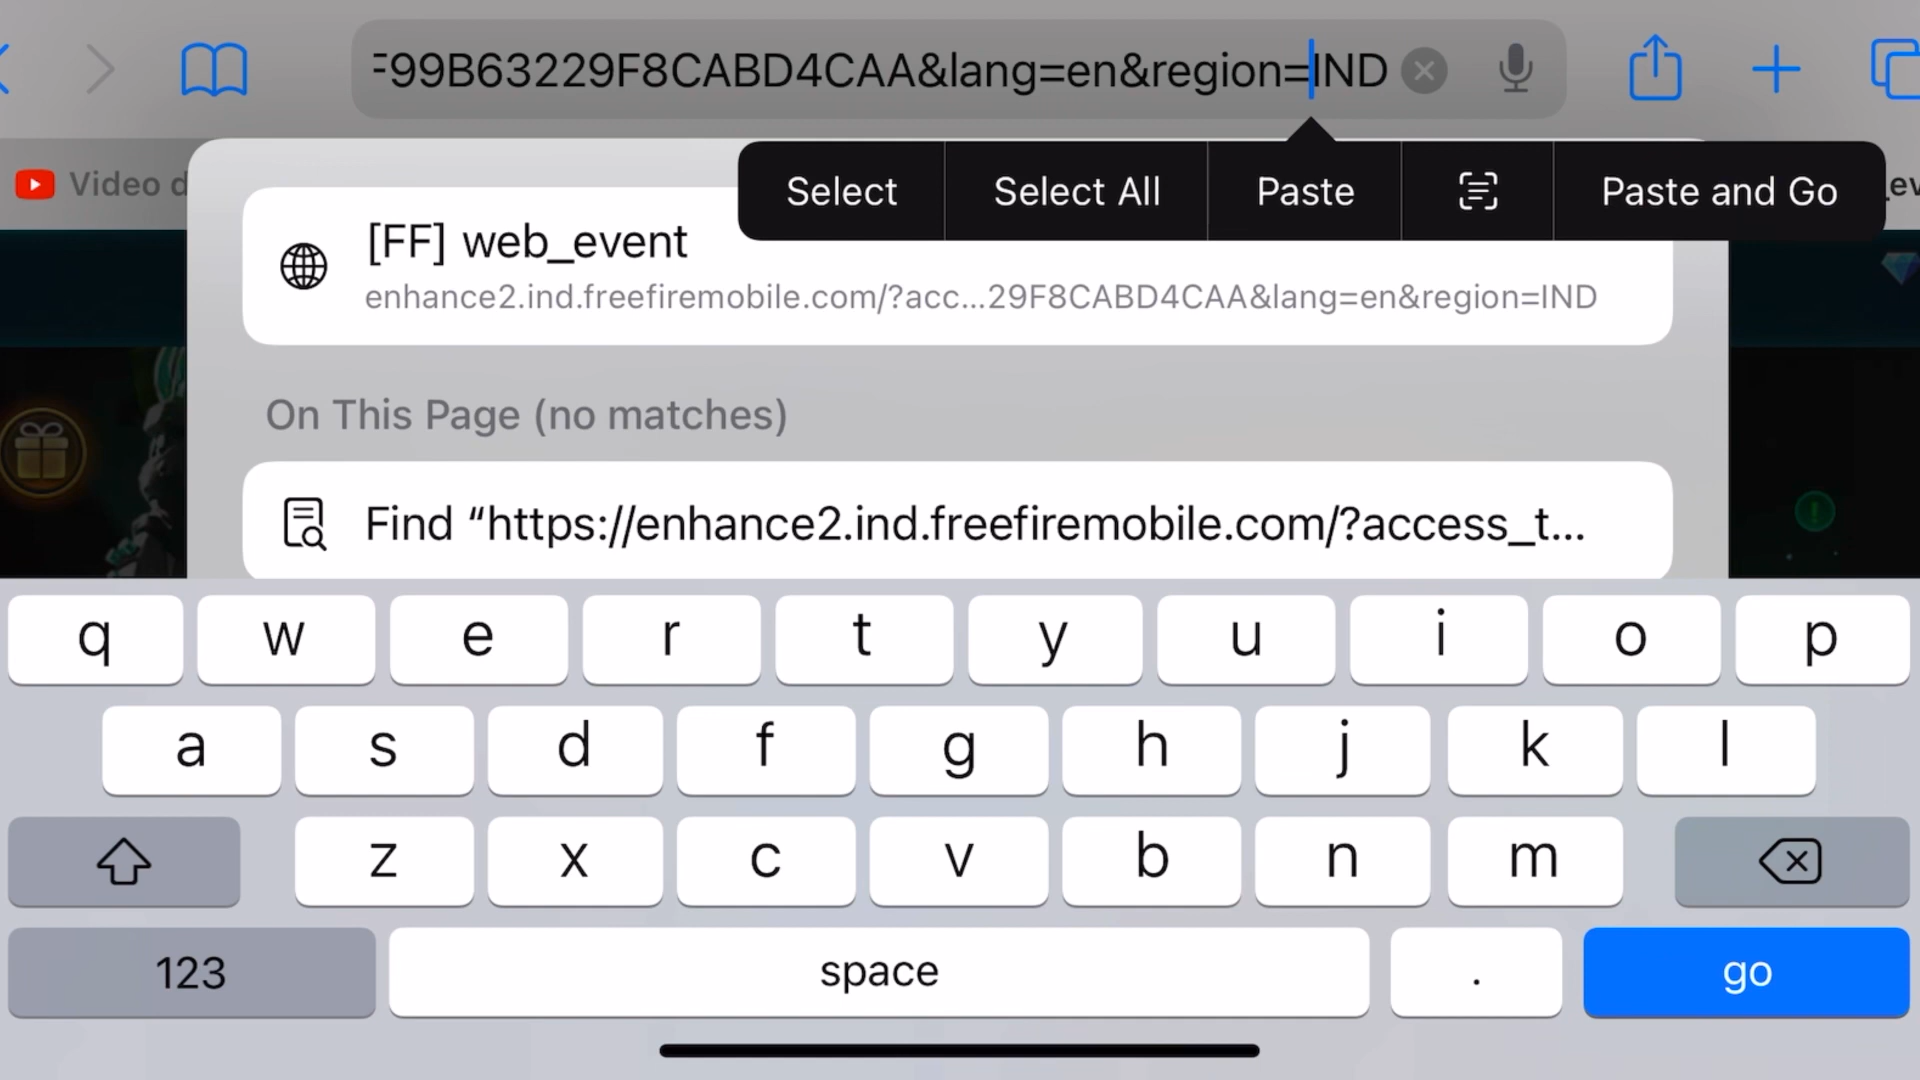 F99B63229F8CABD4CAA&lang=en&region=IND
Video d
Select
Select All
Paste
Paste and Go
[FF] web_event
enhance2.ind.freefiremobile.com/?acc...29F8CABD4CAA&lang=en&region=IND
On This Page (no matches)
Find “https://enhance2.ind.freefiremobile.com/?access_t...
q w e r t y u i o p
a s d f g h j k l
z x c v b n m
123 space . go